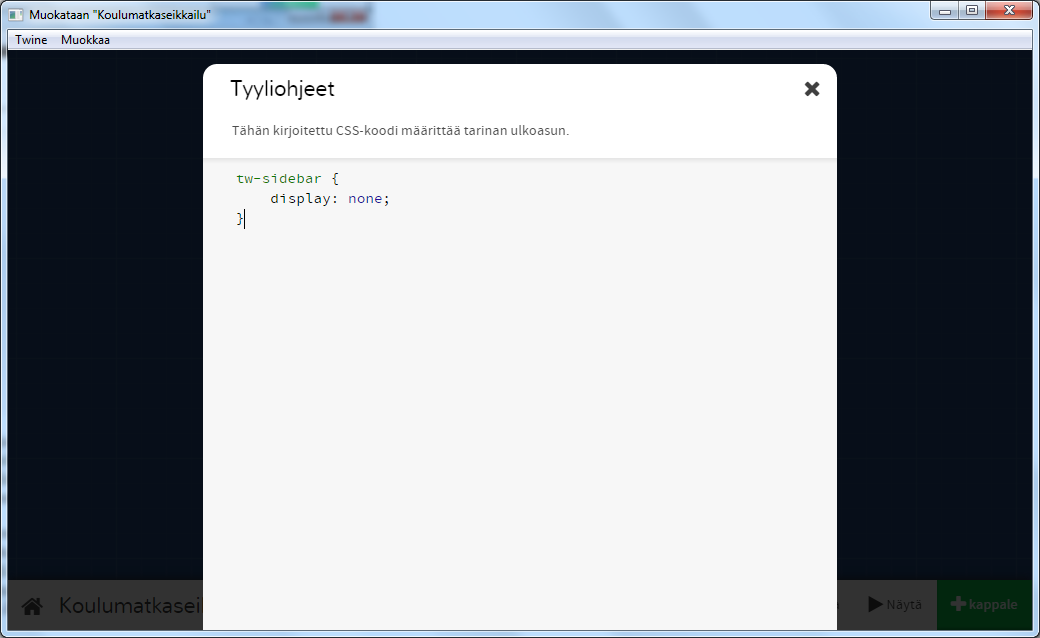 Muokataan "Koulumatkaseikkailu"
Twine Muokkaa
Tyyliohjeet
Tähän kirjoitettu CSS-koodi määrittää tarinan ulkoasun.
tw-sidebar {
    display: none;
}
Koulumatkasei
Näytä
kappale